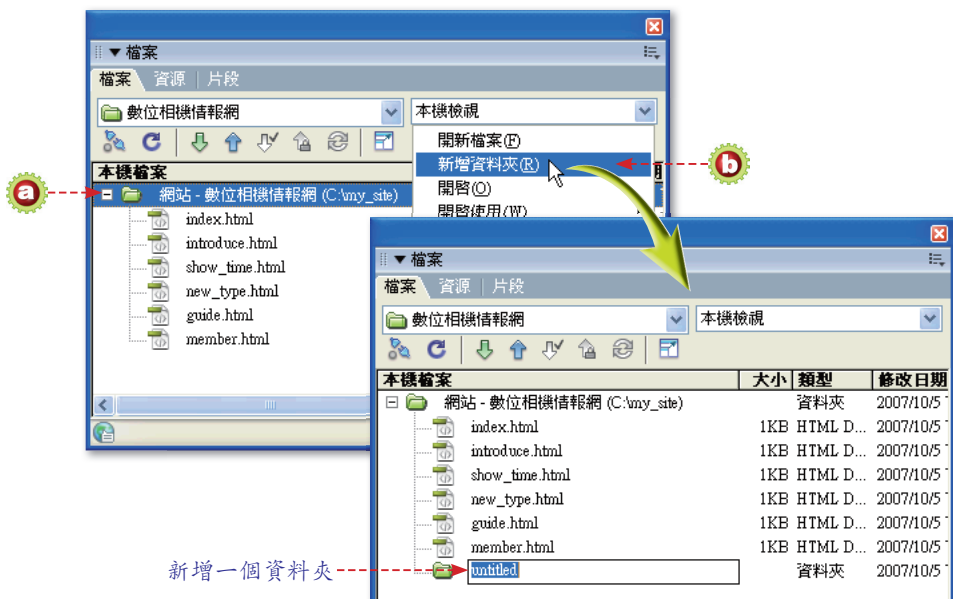 檔案
檔案 資源 片段
數位相機情報網 本機檢視
開新檔案(F)
本機檔案
新增資料夾(R)
a
b
網站 - 數位相機情報網 (C:\my_site)
開啓(O)
開啓使用(W)
index.html
introduce.html
show_time.html
new_type.html
guide.html
member.html
檔案
檔案 資源 片段
數位相機情報網 本機檢視
本機檔案 大小 類型 修改日期
網站 - 數位相機情報網 (C:\my_site) 資料夾 2007/10/5
index.html 1KB HTML D... 2007/10/5
introduce.html 1KB HTML D... 2007/10/5
show_time.html 1KB HTML D... 2007/10/5
new_type.html 1KB HTML D... 2007/10/5
guide.html 1KB HTML D... 2007/10/5
member.html 1KB HTML D... 2007/10/5
新增一個資料夾 untitled 資料夾 2007/10/5